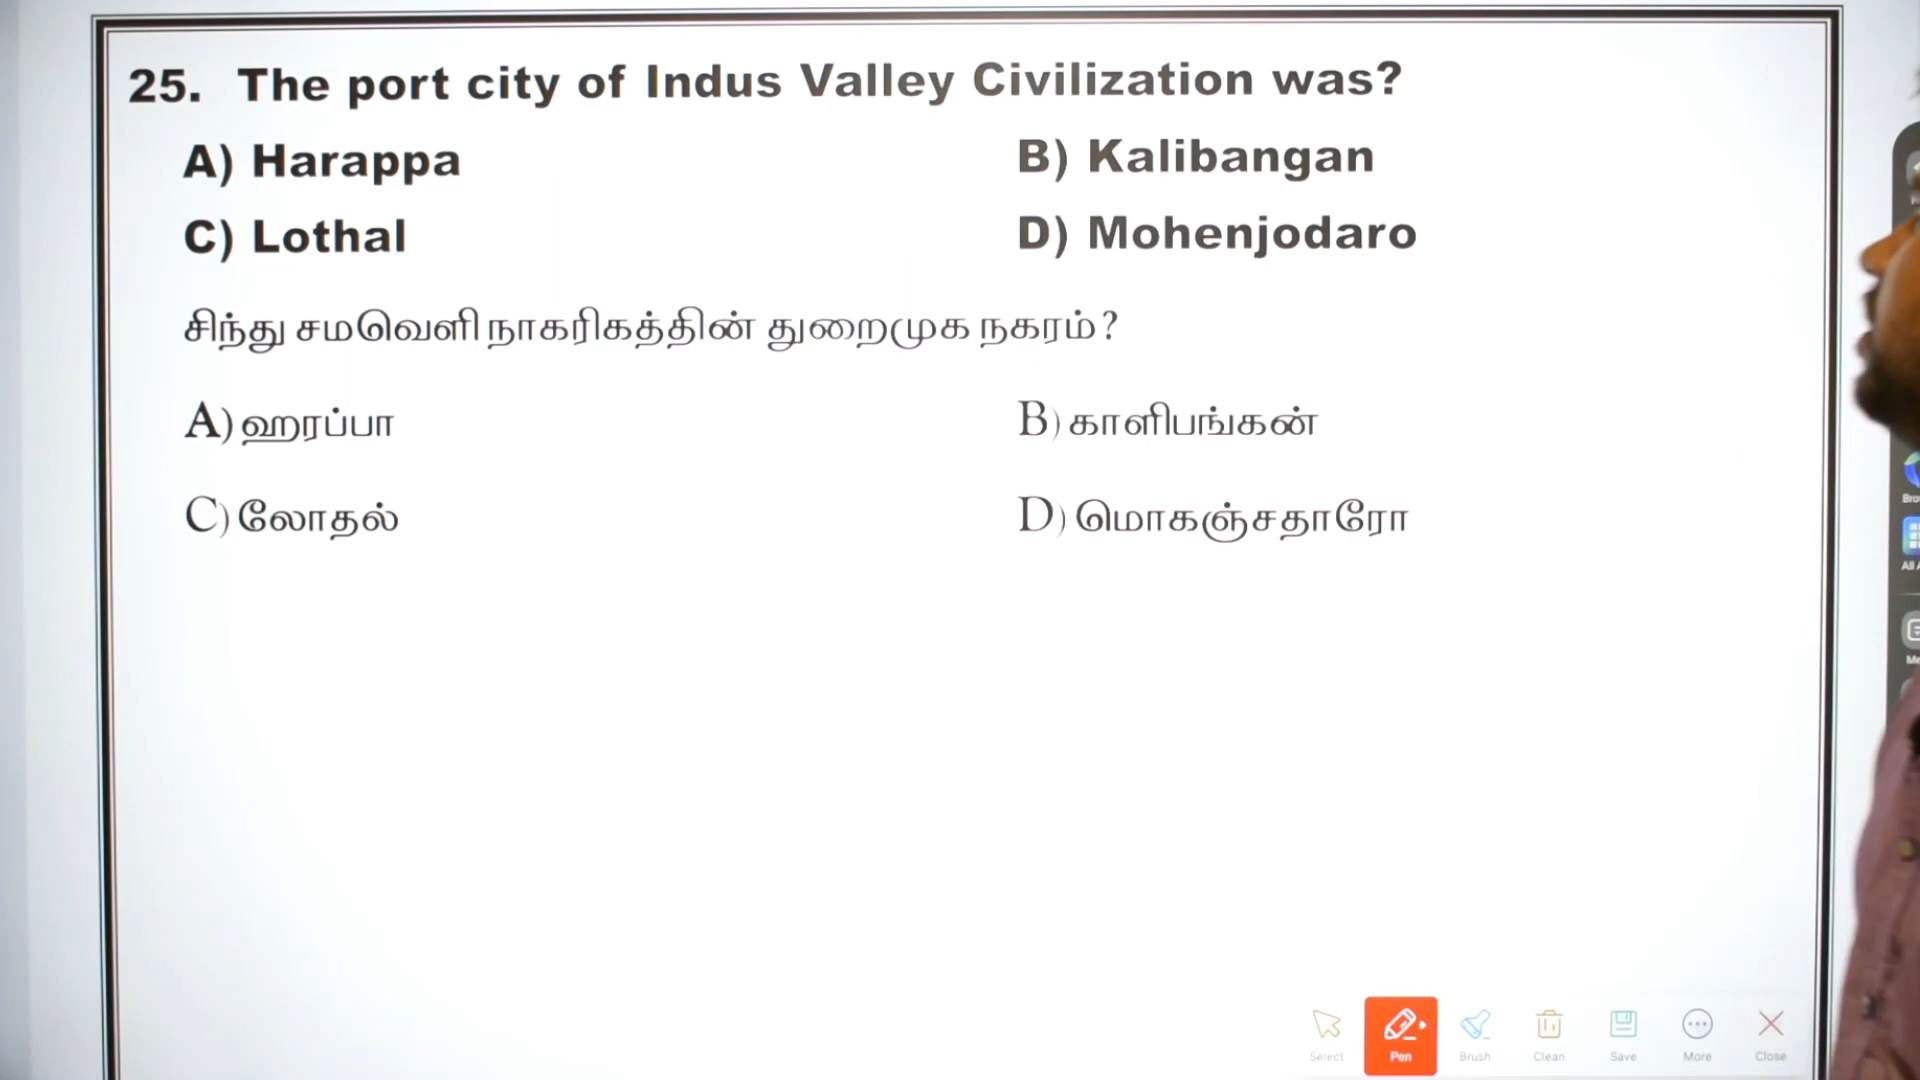 25. The port city of Indus Valley Civilization was?
A) Harappa B) Kalibangan
C) Lothal D) Mohenjodaro
சிந்து சமவெளி நாகரிகத்தின் துறைமுக நகரம்?
A) ஹரப்பா B) காளிபங்கன்
C) லோதல் D) மொகஞ்சதாரோ
Select Pen Brush Clean Save More Close